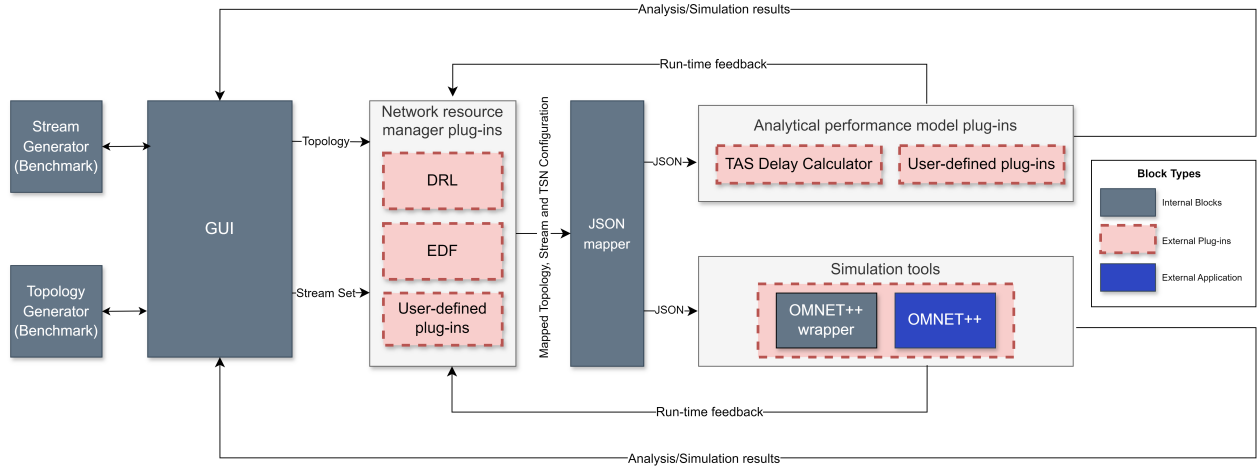 Analysis/Simulation results
Run-time feedback
Stream
Generator
(Benchmark)
Topology
Generator
(Benchmark)
GUI
Topology
Stream Set
Network resource
manager plug-ins
DRL
EDF
User-defined
plug-ins
Mapped Topology, Stream and TSN Configuration
JSON
mapper
JSON
JSON
Analytical performance model plug-ins
TAS Delay Calculator
User-defined plug-ins
Simulation tools
OMNET++
wrapper
OMNET++
Block Types
Internal Blocks
External Plug-ins
External Application
Run-time feedback
Analysis/Simulation results